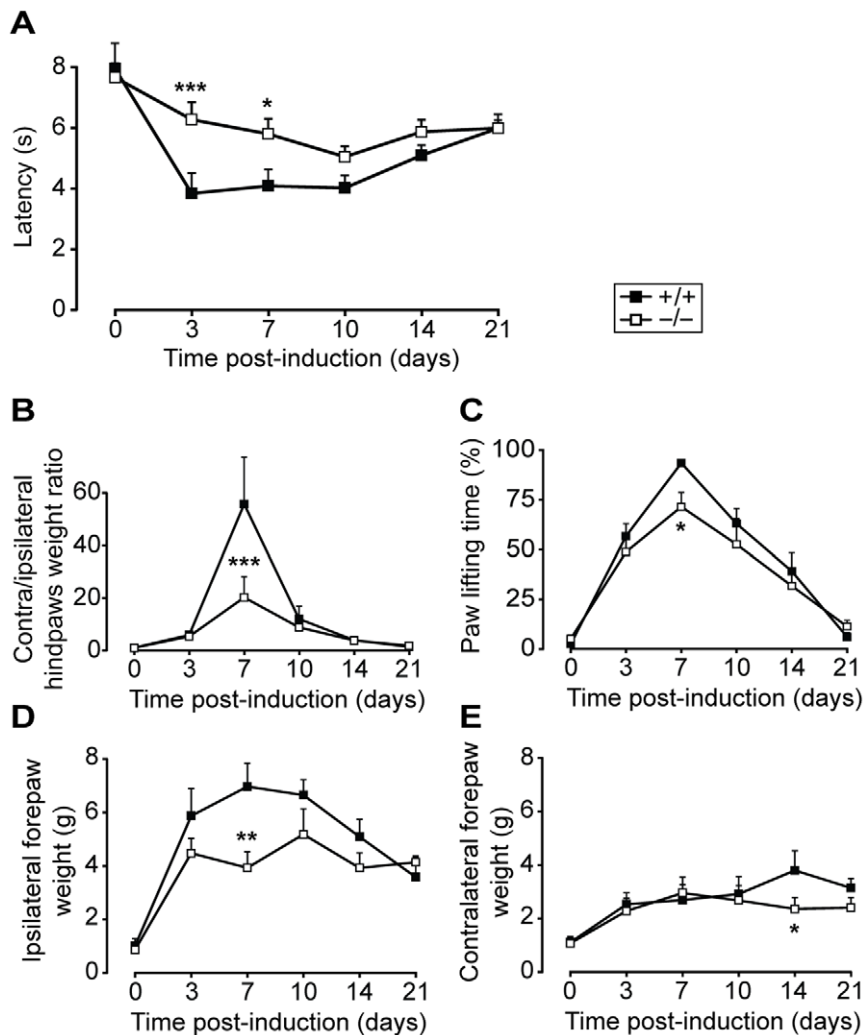 A
Latency (s)
8
6
4
2
0
***
*
0 3 7 10 14 21
Time post-induction (days)
+/+
−/−
B
Contra/ipsilateral
hindpaws weight ratio
60
40
20
0
***
0 3 7 10 14 21
Time post-induction (days)
C
Paw lifting time (%)
100
75
50
25
0
*
0 3 7 10 14 21
Time post-induction (days)
D
Ipsilateral forepaw
weight (g)
8
6
4
2
0
**
0 3 7 10 14 21
Time post-induction (days)
E
Contralateral forepaw
weight (g)
8
6
4
2
0
*
0 3 7 10 14 21
Time post-induction (days)